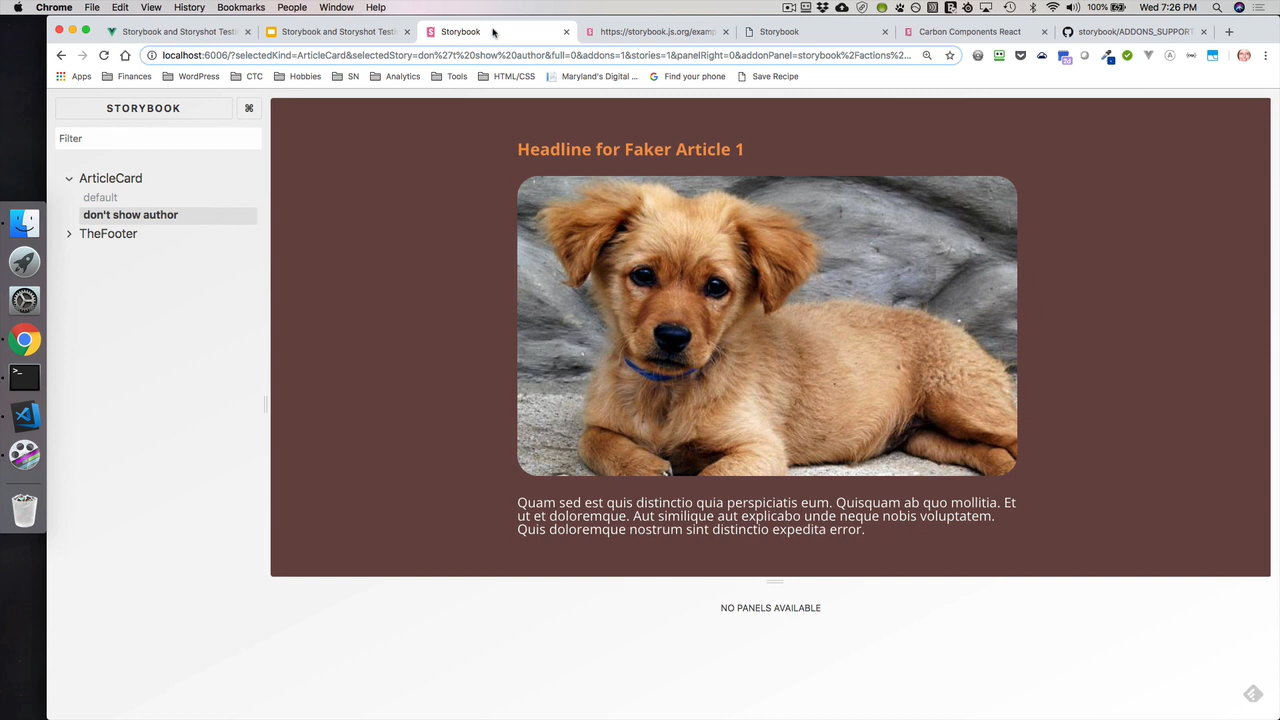 Chrome File Edit View History Bookmarks People Window Help
100% Wed 7:26 PM
Storybook and Storyshot Testi
Storybook and Storyshot Testi
Storybook
https://storybook.js.org/examp
Storybook
Carbon Components React
storybook/ADDONS_SUPPORT
localhost:6006/?selectedKind=ArticleCard&selectedStory=don%27t%20show%20author&full=0&addons=1&stories=1&panelRight=0&addonPanel=storybook%2Factions%2...
2d
Apps Finances WordPress CTC Hobbies SN Analytics Tools HTML/CSS Maryland's Digital ... Find your phone Save Recipe
STORYBOOK ⌘
Filter
ArticleCard
default
don't show author
TheFooter
Headline for Faker Article 1
Quam sed est quis distinctio quia perspiciatis eum. Quisquam ab quo mollitia. Et
ut et doloremque. Aut similique aut explicabo unde neque nobis voluptatem.
Quis doloremque nostrum sint distinctio expedita error.
NO PANELS AVAILABLE